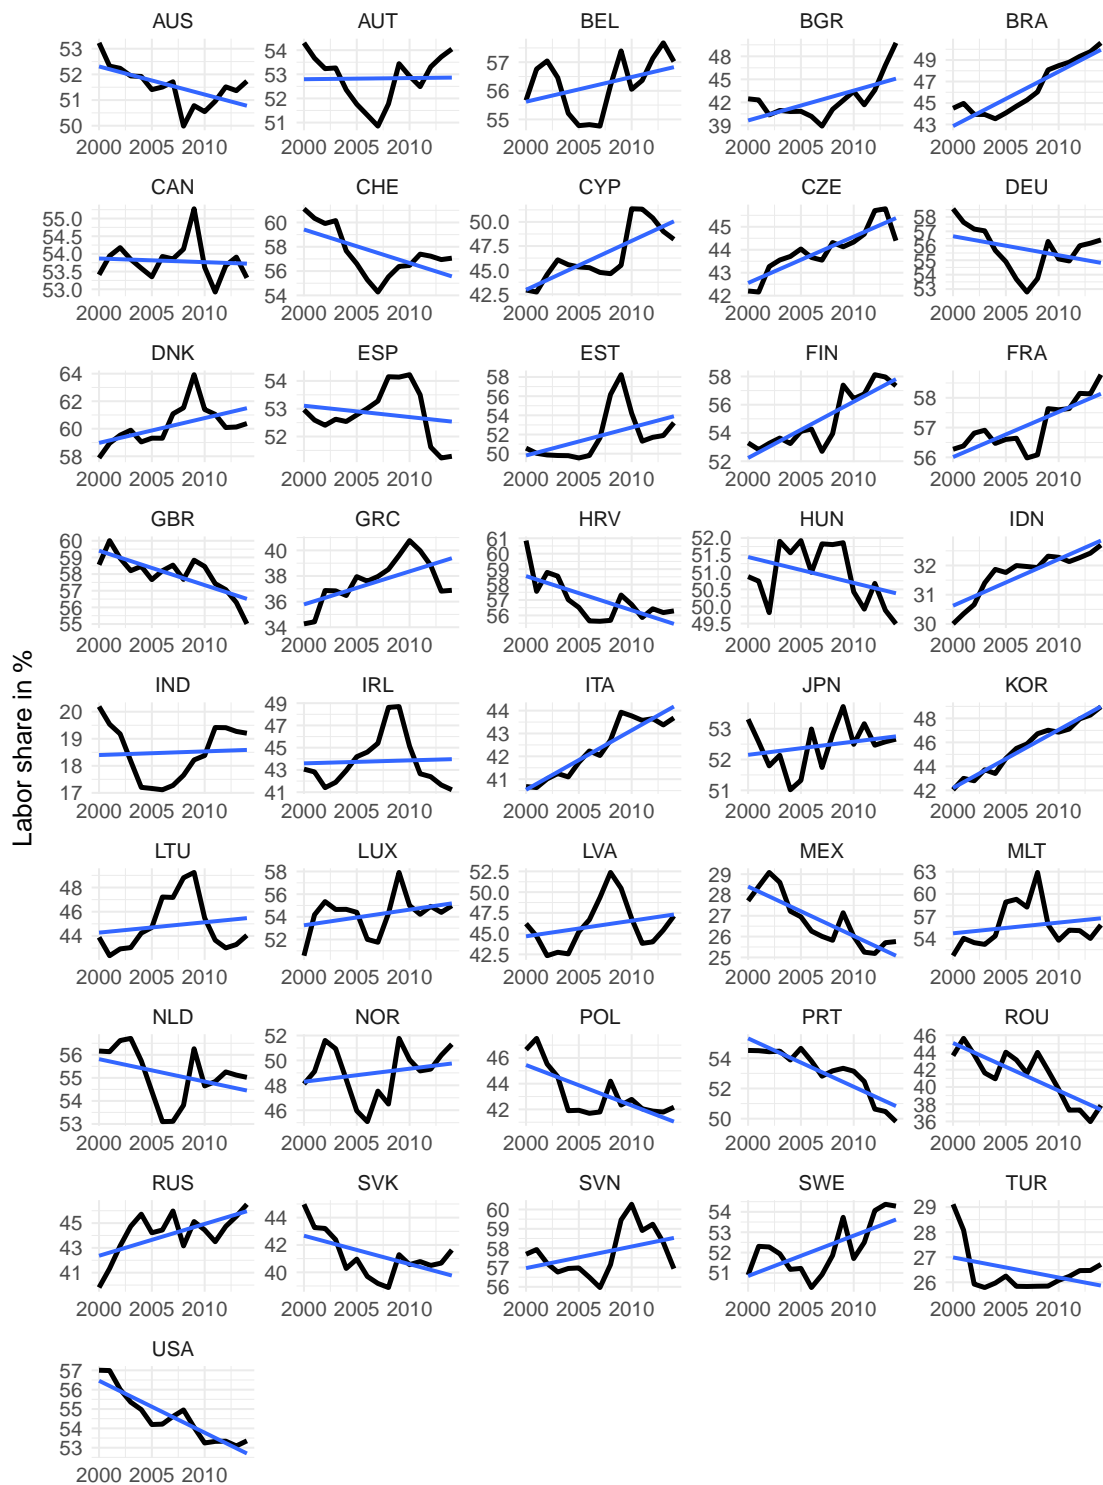 Labor share in %
AUS AUT BEL BGR BRA
53 52 51 50
54 53 52 51
57 56 55
48 45 42 39
49 47 45 43
2000 2005 2010 2000 2005 2010 2000 2005 2010 2000 2005 2010 2000 2005 2010
CAN CHE CYP CZE DEU
55.0 54.5 54.0 53.5 53.0
60 58 56 54
50.0 47.5 45.0 42.5
45 44 43 42
58 57 56 55 54 53
2000 2005 2010 2000 2005 2010 2000 2005 2010 2000 2005 2010 2000 2005 2010
DNK ESP EST FIN FRA
64 62 60 58
54 53 52
58 56 54 52 50
58 56 54 52
58 57 56
2000 2005 2010 2000 2005 2010 2000 2005 2010 2000 2005 2010 2000 2005 2010
GBR GRC HRV HUN IDN
60 59 58 57 56 55
40 38 36 34
61 60 59 58 57 56
52.0 51.5 51.0 50.5 50.0 49.5
32 31 30
2000 2005 2010 2000 2005 2010 2000 2005 2010 2000 2005 2010 2000 2005 2010
IND IRL ITA JPN KOR
20 19 18 17
49 47 45 43 41
44 43 42 41
53 52 51
48 46 44 42
2000 2005 2010 2000 2005 2010 2000 2005 2010 2000 2005 2010 2000 2005 2010
LTU LUX LVA MEX MLT
48 46 44
58 56 54 52
52.5 50.0 47.5 45.0 42.5
29 28 27 26 25
63 60 57 54
2000 2005 2010 2000 2005 2010 2000 2005 2010 2000 2005 2010 2000 2005 2010
NLD NOR POL PRT ROU
56 55 54 53
52 50 48 46
46 44 42
54 52 50
46 44 42 40 38 36
2000 2005 2010 2000 2005 2010 2000 2005 2010 2000 2005 2010 2000 2005 2010
RUS SVK SVN SWE TUR
45 43 41
44 42 40
60 59 58 57 56
54 53 52 51
29 28 27 26
2000 2005 2010 2000 2005 2010 2000 2005 2010 2000 2005 2010 2000 2005 2010
USA
57 56 55 54 53
2000 2005 2010